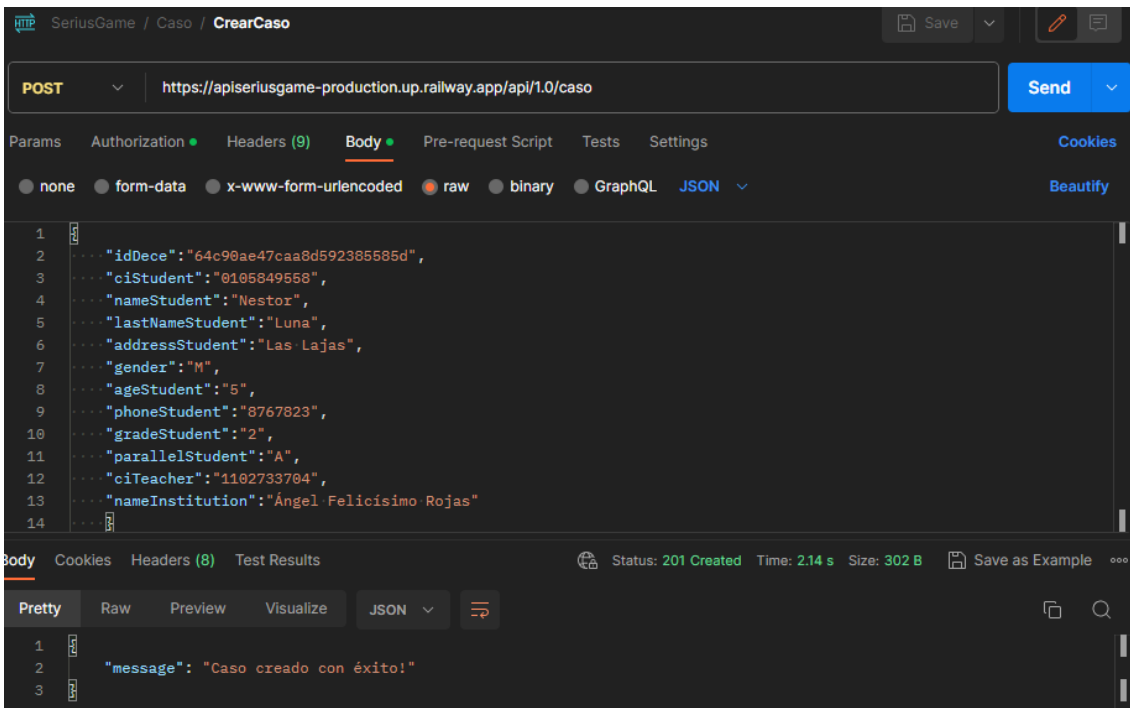 HTTP SeriusGame / Caso / CrearCaso Save
POST https://apiseriusgame-production.up.railway.app/api/1.0/caso Send
Params Authorization Headers (9) Body Pre-request Script Tests Settings Cookies
none form-data x-www-form-urlencoded raw binary GraphQL JSON Beautify
1 {
2 "idDece":"64c90ae47caa8d592385585d",
3 "ciStudent":"0105849558",
4 "nameStudent":"Nestor",
5 "lastNameStudent":"Luna",
6 "addressStudent":"Las Lajas",
7 "gender":"M",
8 "ageStudent":"5",
9 "phoneStudent":"8767823",
10 "gradeStudent":"2",
11 "parallelStudent":"A",
12 "ciTeacher":"1102733704",
13 "nameInstitution":"Ángel Felicísimo Rojas"
14 }
Body Cookies Headers (8) Test Results Status: 201 Created Time: 2.14 s Size: 302 B Save as Example
Pretty Raw Preview Visualize JSON
1 {
2 "message": "Caso creado con éxito!"
3 }